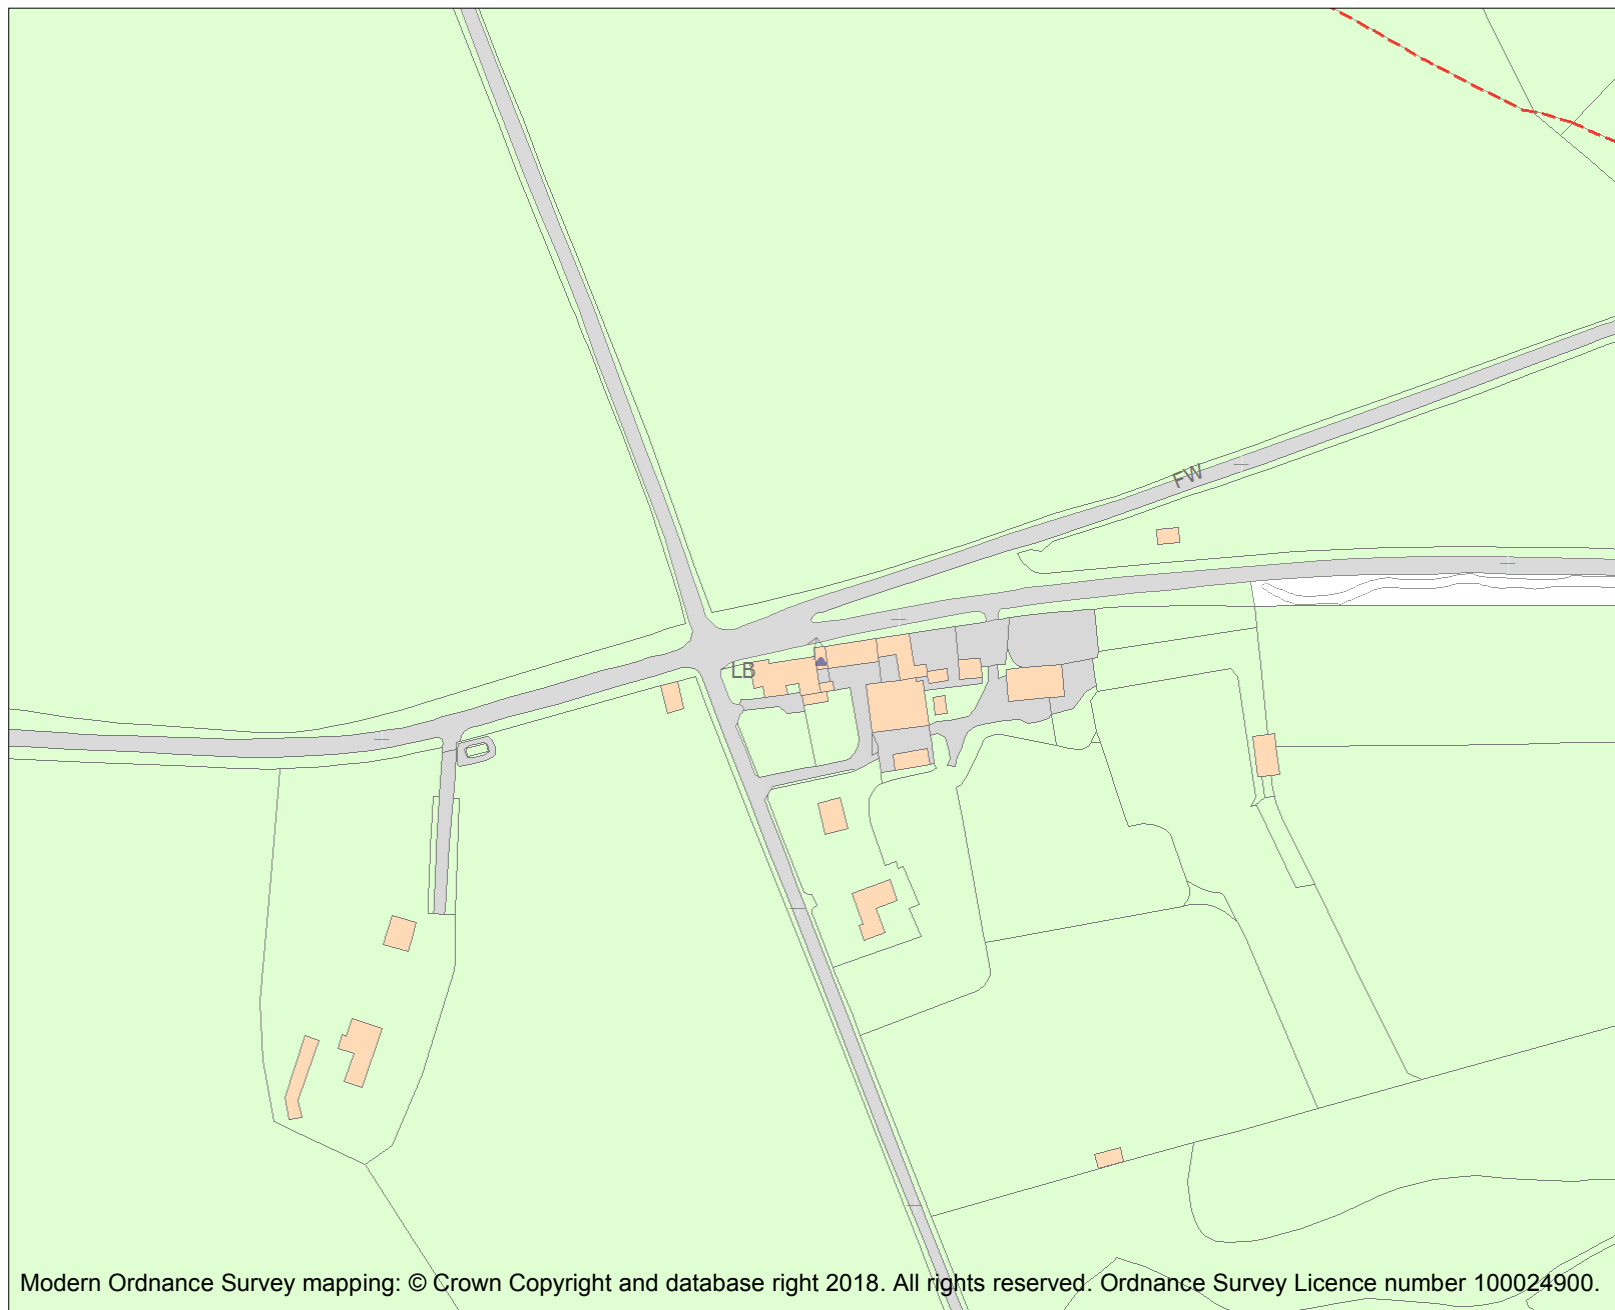 FW
LB
Modern Ordnance Survey mapping: © Crown Copyright and database right 2018. All rights reserved. Ordnance Survey Licence number 100024900.